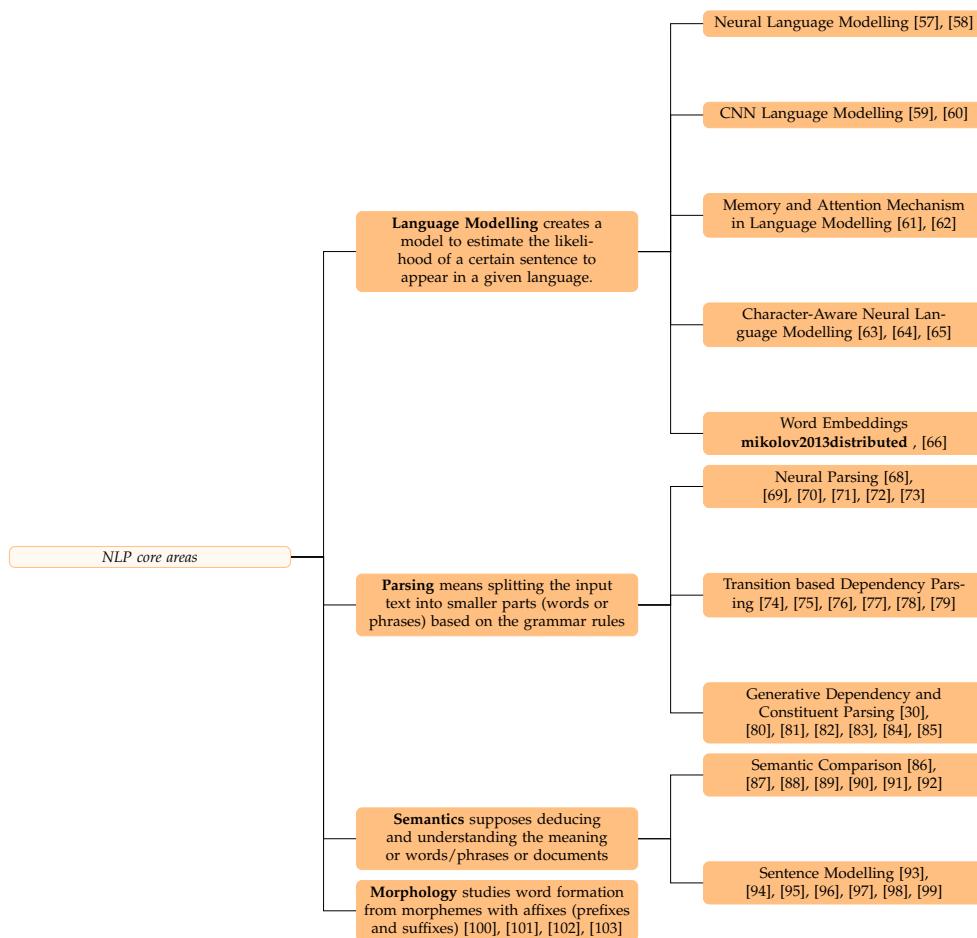 NLP core areas
Language Modelling creates a
model to estimate the likeli-
hood of a certain sentence to
appear in a given language.
Neural Language Modelling [57], [58]
CNN Language Modelling [59], [60]
Memory and Attention Mechanism
in Language Modelling [61], [62]
Character-Aware Neural Lan-
guage Modelling [63], [64], [65]
Word Embeddings
mikolov2013distributed , [66]
Parsing means splitting the input
text into smaller parts (words or
phrases) based on the grammar rules
Neural Parsing [68],
[69], [70], [71], [72], [73]
Transition based Dependency Pars-
ing [74], [75], [76], [77], [78], [79]
Generative Dependency and
Constituent Parsing [30],
[80], [81], [82], [83], [84], [85]
Semantics supposes deducing
and understanding the meaning
or words/phrases or documents
Semantic Comparison [86],
[87], [88], [89], [90], [91], [92]
Sentence Modelling [93],
[94], [95], [96], [97], [98], [99]
Morphology studies word formation
from morphemes with affixes (prefixes
and suffixes) [100], [101], [102], [103]